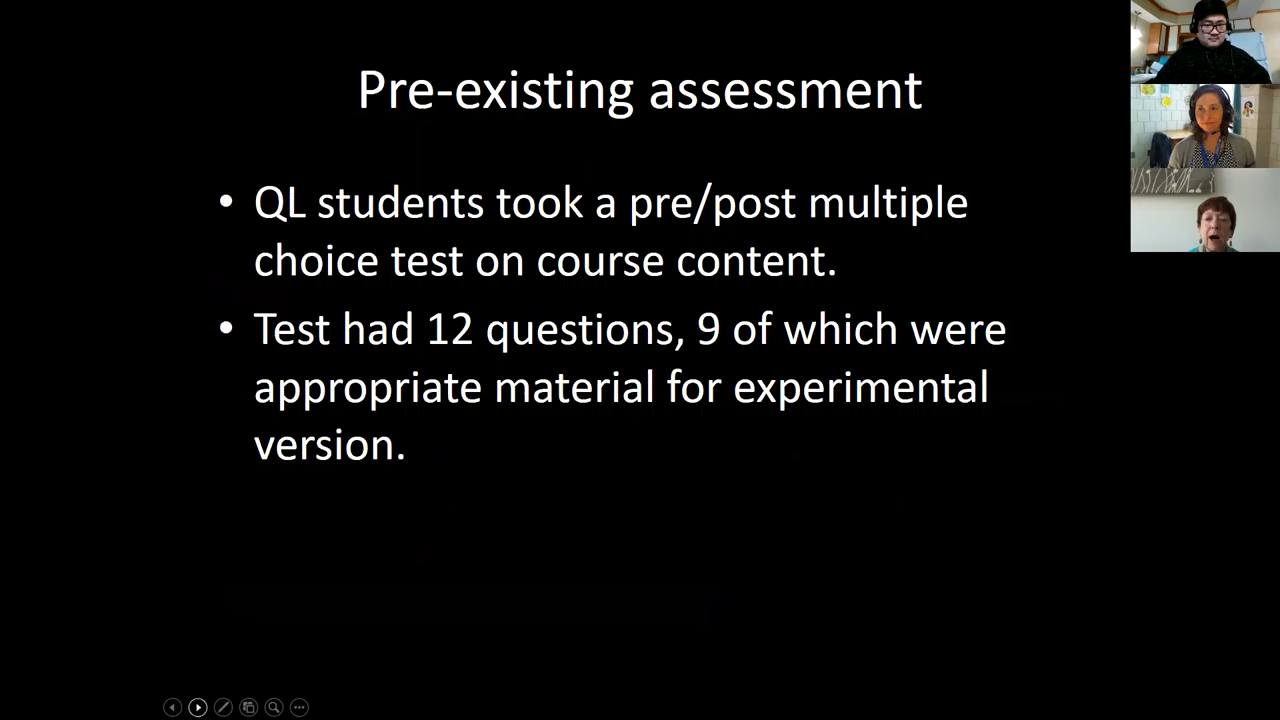 Pre-existing assessment
• QL students took a pre/post multiple
choice test on course content.
• Test had 12 questions, 9 of which were
appropriate material for experimental
version.